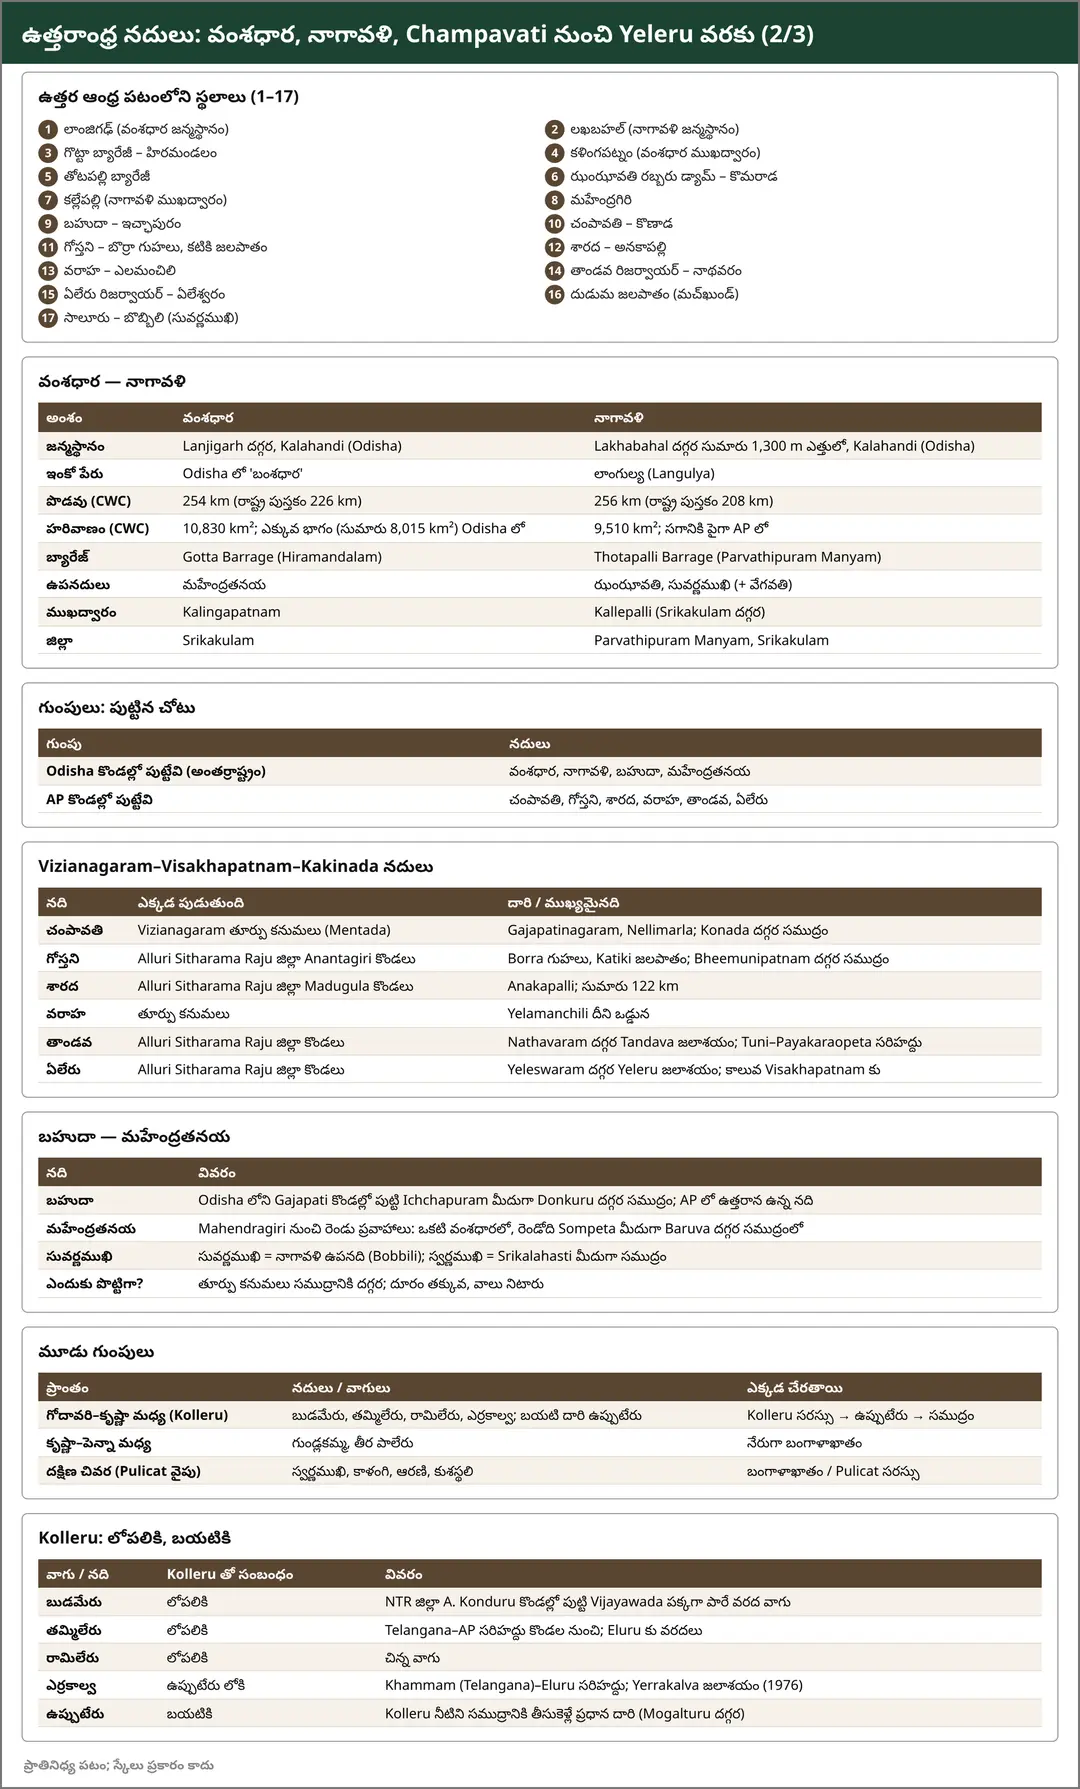 ఉత్తరాంధ్ర నదులు: వంశధార, నాగావళి, Champavati నుంచి Yeleru వరకు (2/3)
ఉత్తర ఆంధ్ర పటంలోని స్థలాలు (1–17)
1 లాంజిగఢ్ (వంశధార జన్మస్థానం)
2 లఖబహల్ (నాగావళి జన్మస్థానం)
3 గొట్టా బ్యారేజీ – హిరమండలం
4 కళింగపట్నం (వంశధార ముఖద్వారం)
5 తోటపల్లి బ్యారేజీ
6 ఝంఝావతి రబ్బరు డ్యామ్ – కొమరాడ
7 కల్లేపల్లి (నాగావళి ముఖద్వారం)
8 మహేంద్రగిరి
9 బహుదా – ఇచ్ఛాపురం
10 చంపావతి – కొణాడ
11 గోస్తని – బొర్రా గుహలు, కటికి జలపాతం
12 శారద – అనకాపల్లి
13 వరాహ – ఎలమంచిలి
14 తాండవ రిజర్వాయర్ – నాథవరం
15 ఏలేరు రిజర్వాయర్ – ఏలేశ్వరం
16 దుడుమ జలపాతం (మచ్‌ఖుండ్)
17 సాలూరు – బొబ్బిలి (సువర్ణముఖి)
వంశధార — నాగావళి
అంశం వంశధార నాగావళి
జన్మస్థానం Lanjigarh దగ్గర, Kalahandi (Odisha) Lakhabahal దగ్గర సుమారు 1,300 m ఎత్తులో, Kalahandi (Odisha)
ఇంకో పేరు Odisha లో 'బంశధార' లాంగుల్య (Langulya)
పొడవు (CWC) 254 km (రాష్ట్ర పుస్తకం 226 km) 256 km (రాష్ట్ర పుస్తకం 208 km)
హరివాణం (CWC) 10,830 km²; ఎక్కువ భాగం (సుమారు 8,015 km²) Odisha లో 9,510 km²; సగానికి పైగా AP లో
బ్యారేజ్ Gotta Barrage (Hiramandalam) Thotapalli Barrage (Parvathipuram Manyam)
ఉపనదులు మహేంద్రతనయ ఝంఝావతి, సువర్ణముఖి (+ వేగవతి)
ముఖద్వారం Kalingapatnam Kallepalli (Srikakulam దగ్గర)
జిల్లా Srikakulam Parvathipuram Manyam, Srikakulam
గుంపులు: పుట్టిన చోటు
గుంపు నదులు
Odisha కొండల్లో పుట్టేవి (అంతర్రాష్ట్రం) వంశధార, నాగావళి, బహుదా, మహేంద్రతనయ
AP కొండల్లో పుట్టేవి చంపావతి, గోస్తని, శారద, వరాహ, తాండవ, ఏలేరు
Vizianagaram–Visakhapatnam–Kakinada నదులు
నది ఎక్కడ పుడుతుంది దారి / ముఖ్యమైనది
చంపావతి Vizianagaram తూర్పు కనుమలు (Mentada) Gajapatinagaram, Nellimarla; Konada దగ్గర సముద్రం
గోస్తని Alluri Sitharama Raju జిల్లా Anantagiri కొండలు Borra గుహలు, Katiki జలపాతం; Bheemunipatnam దగ్గర సముద్రం
శారద Alluri Sitharama Raju జిల్లా Madugula కొండలు Anakapalli; సుమారు 122 km
వరాహ తూర్పు కనుమలు Yelamanchili దీని ఒడ్డున
తాండవ Alluri Sitharama Raju జిల్లా కొండలు Nathavaram దగ్గర Tandava జలాశయం; Tuni–Payakaraopeta సరిహద్దు
ఏలేరు Alluri Sitharama Raju జిల్లా కొండలు Yeleswaram దగ్గర Yeleru జలాశయం; కాలువ Visakhapatnam కు
బహుదా — మహేంద్రతనయ
నది వివరం
బహుదా Odisha లోని Gajapati కొండల్లో పుట్టి Ichchapuram మీదుగా Donkuru దగ్గర సముద్రం; AP లో ఉత్తరాన ఉన్న నది
మహేంద్రతనయ Mahendragiri నుంచి రెండు ప్రవాహాలు: ఒకటి వంశధారలో, రెండోది Sompeta మీదుగా Baruva దగ్గర సముద్రంలో
సువర్ణముఖి సువర్ణముఖి = నాగావళి ఉపనది (Bobbili); స్వర్ణముఖి = Srikalahasti మీదుగా సముద్రం
ఎందుకు పొట్టిగా? తూర్పు కనుమలు సముద్రానికి దగ్గర; దూరం తక్కువ, వాలు నిటారు
మూడు గుంపులు
ప్రాంతం నదులు / వాగులు ఎక్కడ చేరతాయి
గోదావరి–కృష్ణా మధ్య (Kolleru) బుడమేరు, తమ్మిలేరు, రామిలేరు, ఎర్రకాల్వ; బయటి దారి ఉప్పుటేరు Kolleru సరస్సు → ఉప్పుటేరు → సముద్రం
కృష్ణా–పెన్నా మధ్య గుండ్లకమ్మ, తీర పాలేరు నేరుగా బంగాళాఖాతం
దక్షిణ చివర (Pulicat వైపు) స్వర్ణముఖి, కాళంగి, ఆరణి, కుశస్థలి బంగాళాఖాతం / Pulicat సరస్సు
Kolleru: లోపలికి, బయటికి
వాగు / నది Kolleru తో సంబంధం వివరం
బుడమేరు లోపలికి NTR జిల్లా A. Konduru కొండల్లో పుట్టి Vijayawada పక్కగా పారే వరద వాగు
తమ్మిలేరు లోపలికి Telangana–AP సరిహద్దు కొండల నుంచి; Eluru కు వరదలు
రామిలేరు లోపలికి చిన్న వాగు
ఎర్రకాల్వ ఉప్పుటేరు లోకి Khammam (Telangana)–Eluru సరిహద్దు; Yerrakalva జలాశయం (1976)
ఉప్పుటేరు బయటికి Kolleru నీటిని సముద్రానికి తీసుకెళ్లే ప్రధాన దారి (Mogalturu దగ్గర)
ప్రాతినిధ్య పటం; స్కేలు ప్రకారం కాదు